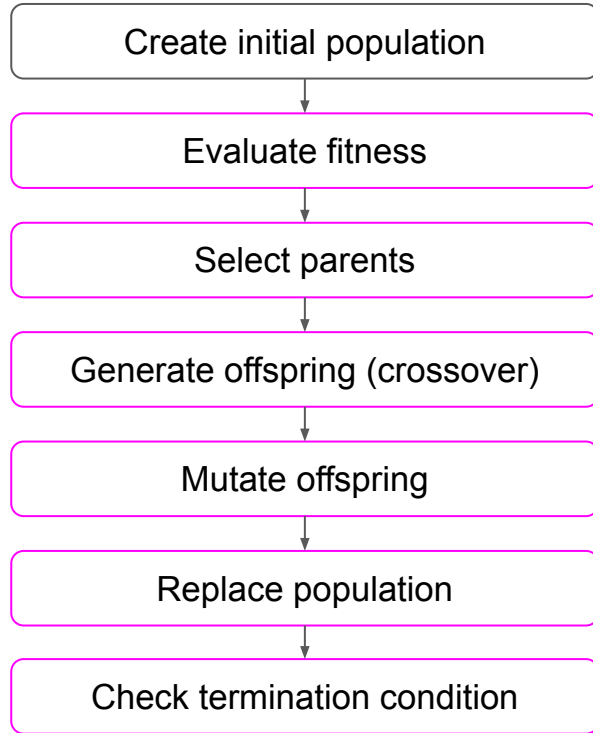 Create initial population
Evaluate fitness
Select parents
Generate offspring (crossover)
Mutate offspring
Replace population
Check termination condition